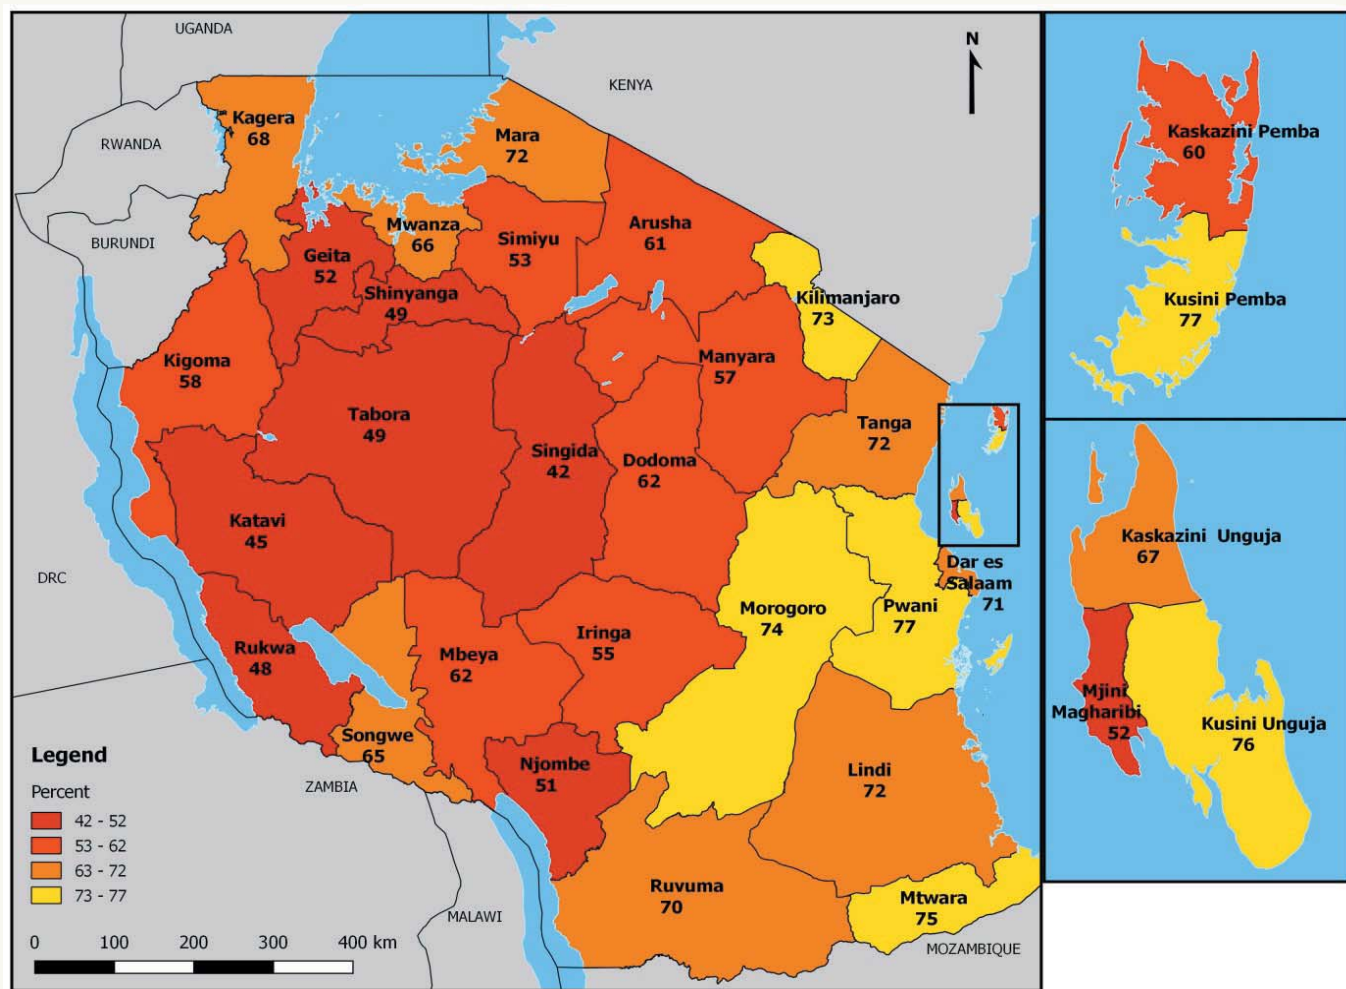 UGANDA
KENYA
N
RWANDA
BURUNDI
DRC
ZAMBIA
MALAWI
MOZAMBIQUE
Kagera
68
Mara
72
Mwanza
66
Geita
52
Simiyu
53
Arusha
61
Shinyanga
49
Kilimanjaro
73
Kigoma
58
Manyara
57
Tabora
49
Singida
42
Dodoma
62
Tanga
72
Katavi
45
Dar es
Salaam
71
Morogoro
74
Pwani
77
Rukwa
48
Mbeya
62
Iringa
55
Songwe
65
Njombe
51
Lindi
72
Ruvuma
70
Mtwara
75
Legend
Percent
42 - 52
53 - 62
63 - 72
73 - 77
0 100 200 300 400 km
Kaskazini Pemba
60
Kusini Pemba
77
Kaskazini Unguja
67
Mjini
Magharibi
52
Kusini Unguja
76